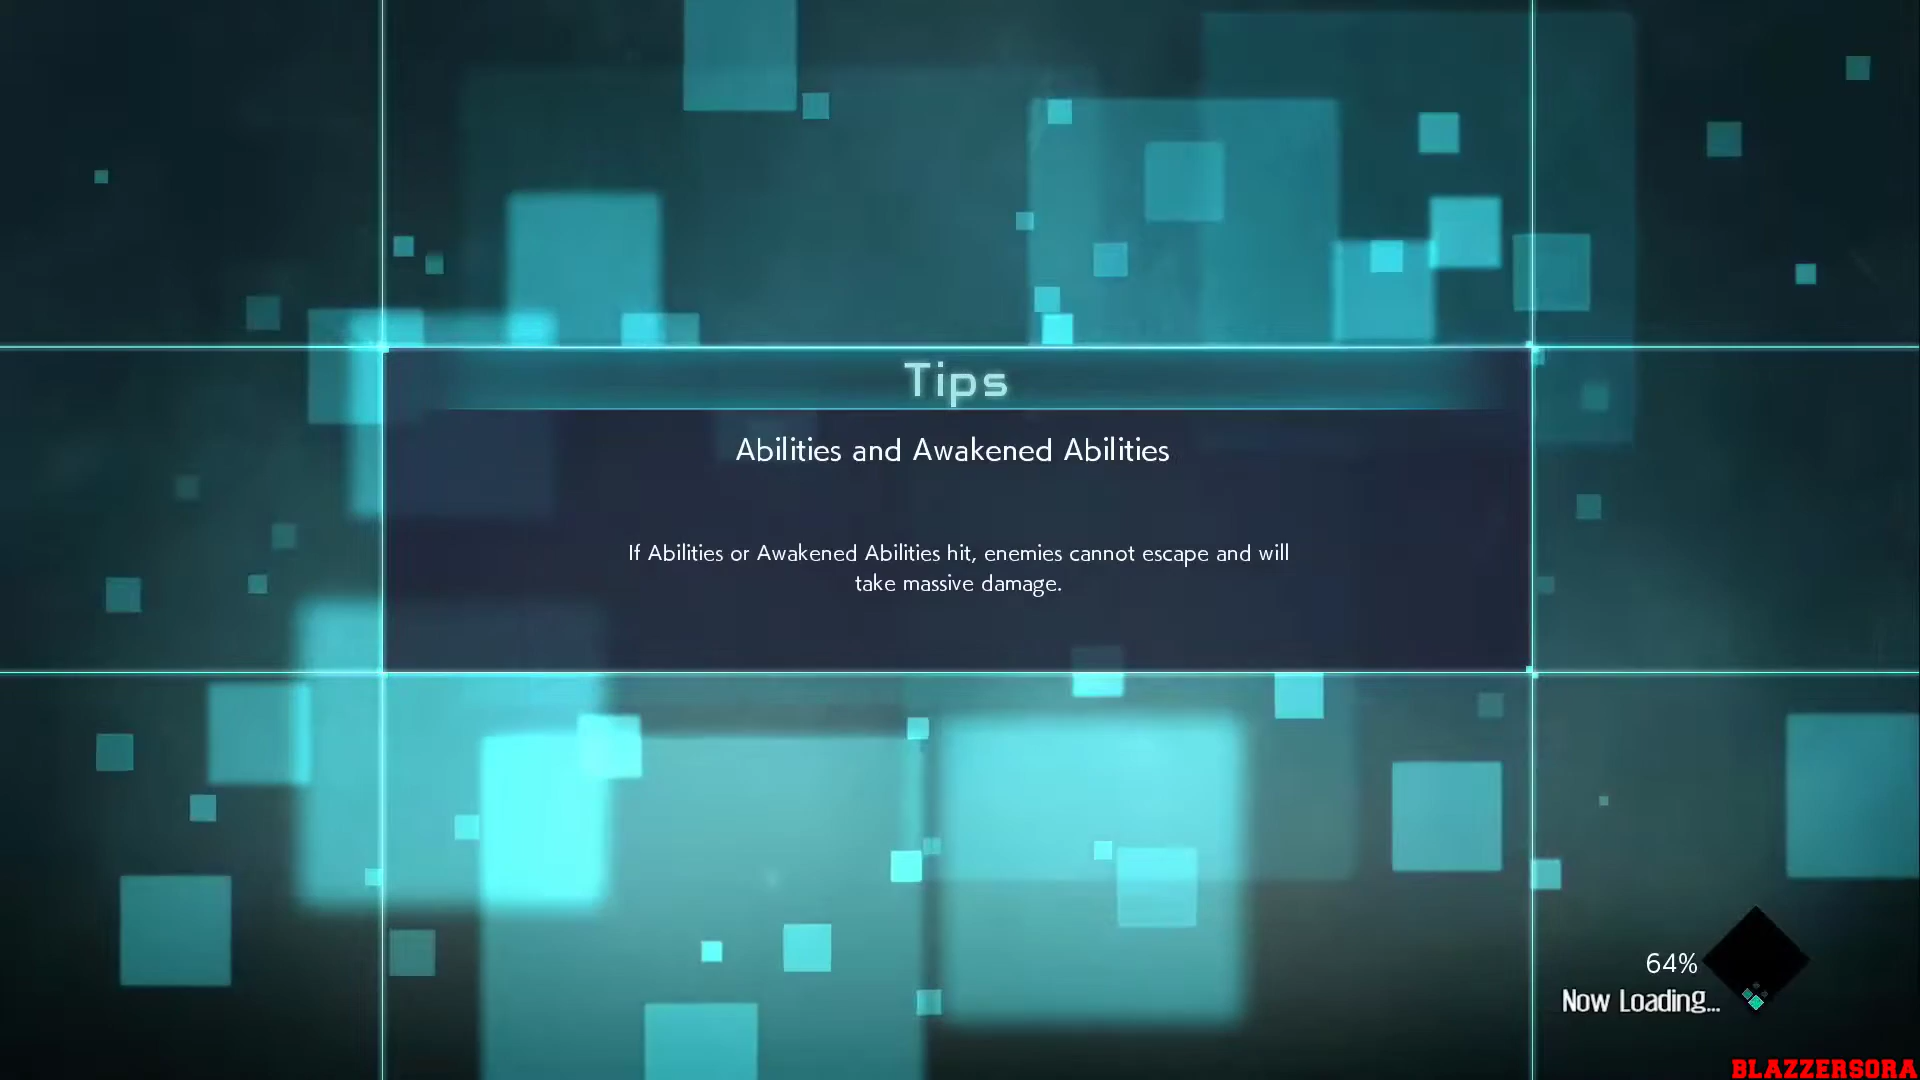 Tips
Abilities and Awakened Abilities
If Abilities or Awakened Abilities hit, enemies cannot escape and will
take massive damage.
64%
Now Loading...
BLAZZERSORA